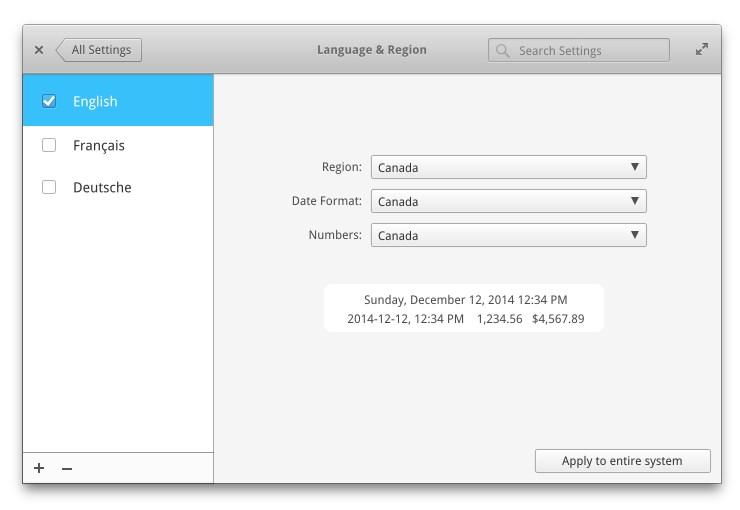 All Settings
Language & Region
Search Settings
English
Français
Deutsche
Region:
Canada
Date Format:
Canada
Numbers:
Canada
Sunday, December 12, 2014 12:34 PM
2014-12-12, 12:34 PM 1,234.56 $4,567.89
Apply to entire system